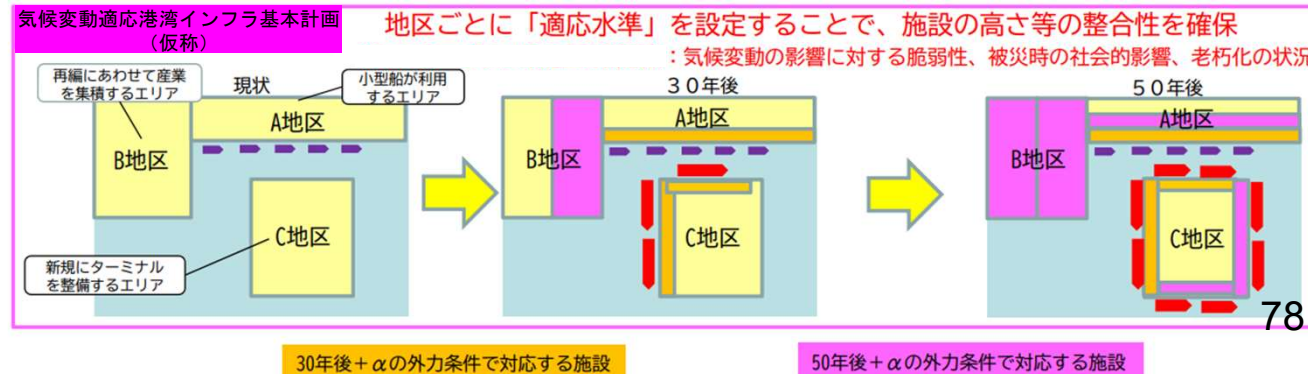 気候変動適応港湾インフラ基本計画
（仮称）
地区ごとに「適応水準」を設定することで、施設の高さ等の整合性を確保
：気候変動の影響に対する脆弱性、被災時の社会的影響、老朽化の状況
再編にあわせて産業
を集積するエリア
現状
小型船が利用
するエリア
A地区
B地区
C地区
新規にターミナル
を整備するエリア
３０年後
A地区
B地区
C地区
５０年後
A地区
B地区
C地区
78
30年後＋αの外力条件で対応する施設
50年後＋αの外力条件で対応する施設